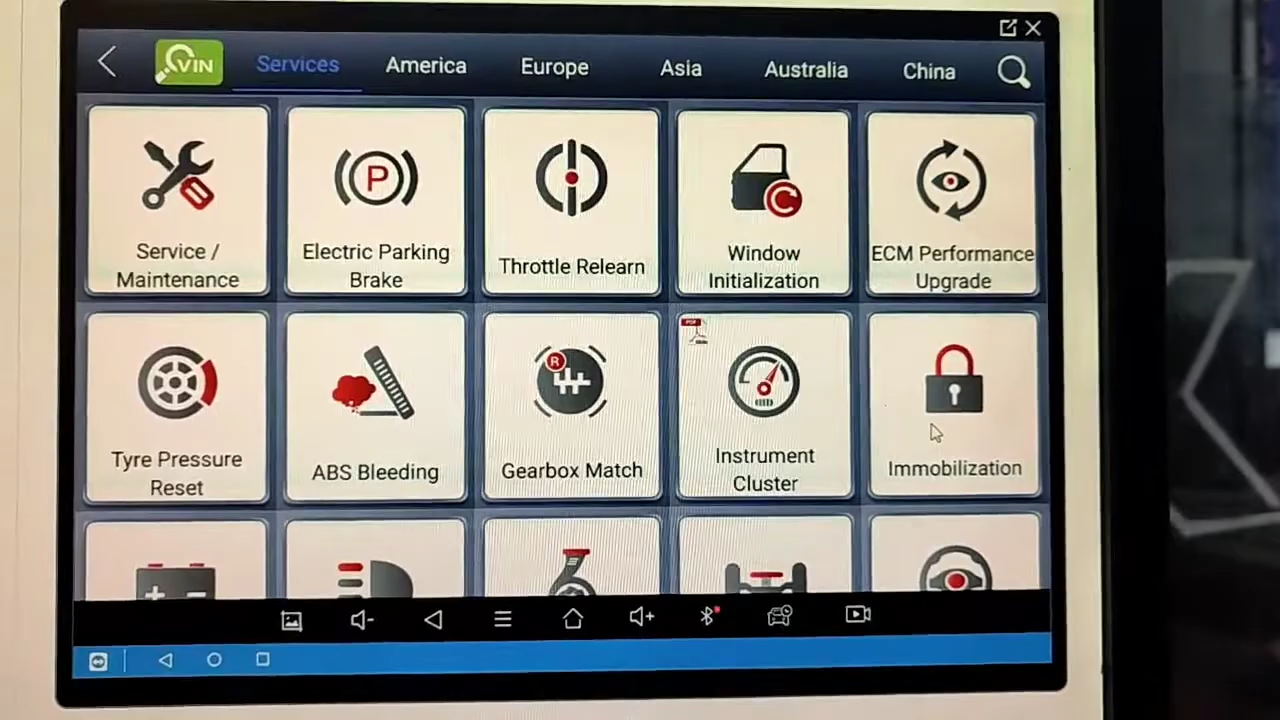 VIN
Services
America
Europe
Asia
Australia
China
Service /
Maintenance
Electric Parking
Brake
P
Throttle Relearn
Window
Initialization
C
ECM Performance
Upgrade
Tyre Pressure
Reset
ABS Bleeding
R
Gearbox Match
PDF
Instrument
Cluster
Immobilization